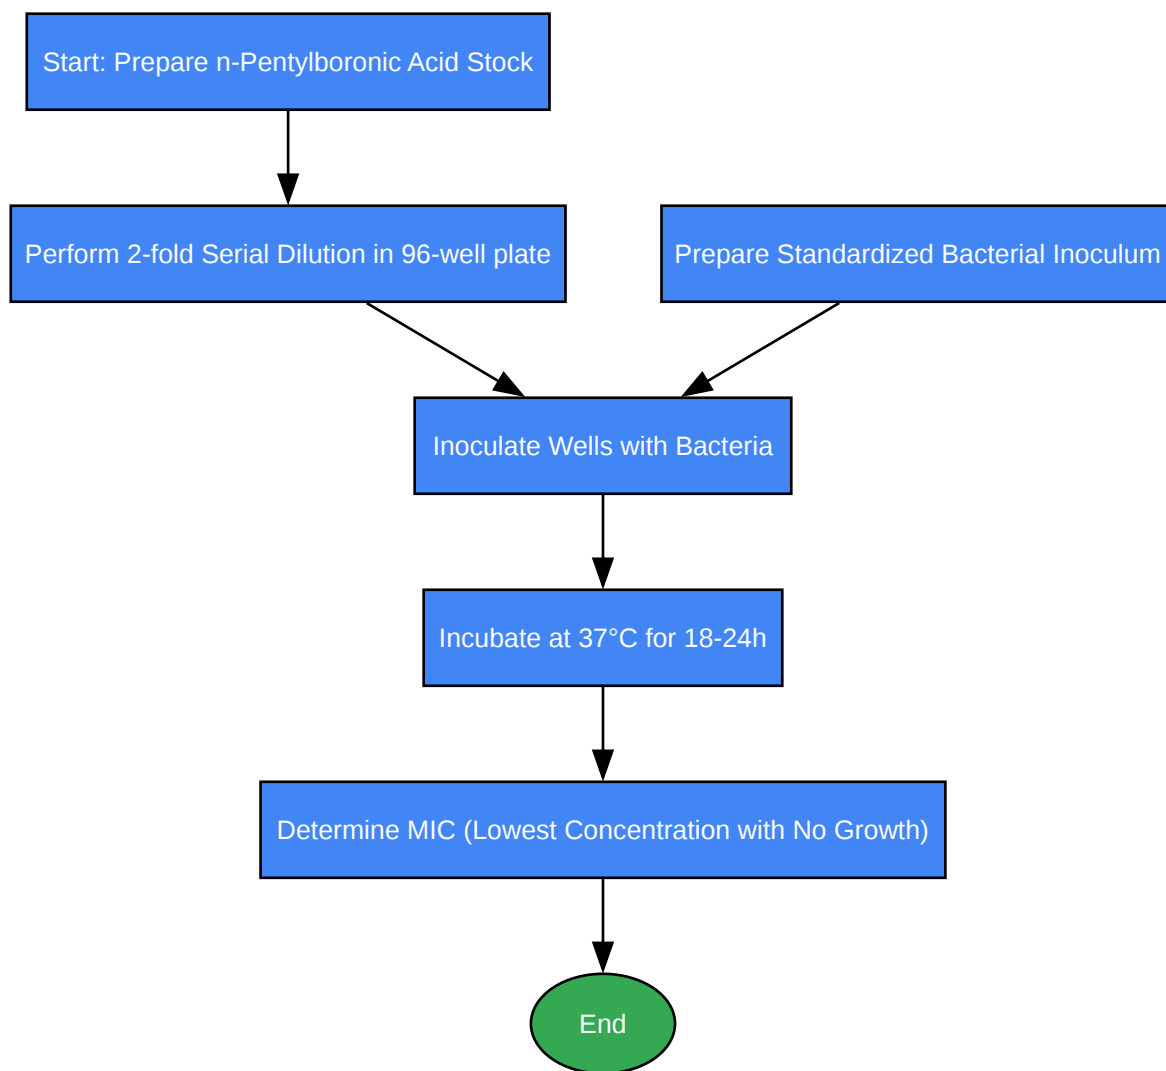 Start: Prepare n-Pentylboronic Acid Stock
Perform 2-fold Serial Dilution in 96-well plate
Prepare Standardized Bacterial Inoculum
Inoculate Wells with Bacteria
Incubate at 37°C for 18-24h
Determine MIC (Lowest Concentration with No Growth)
End